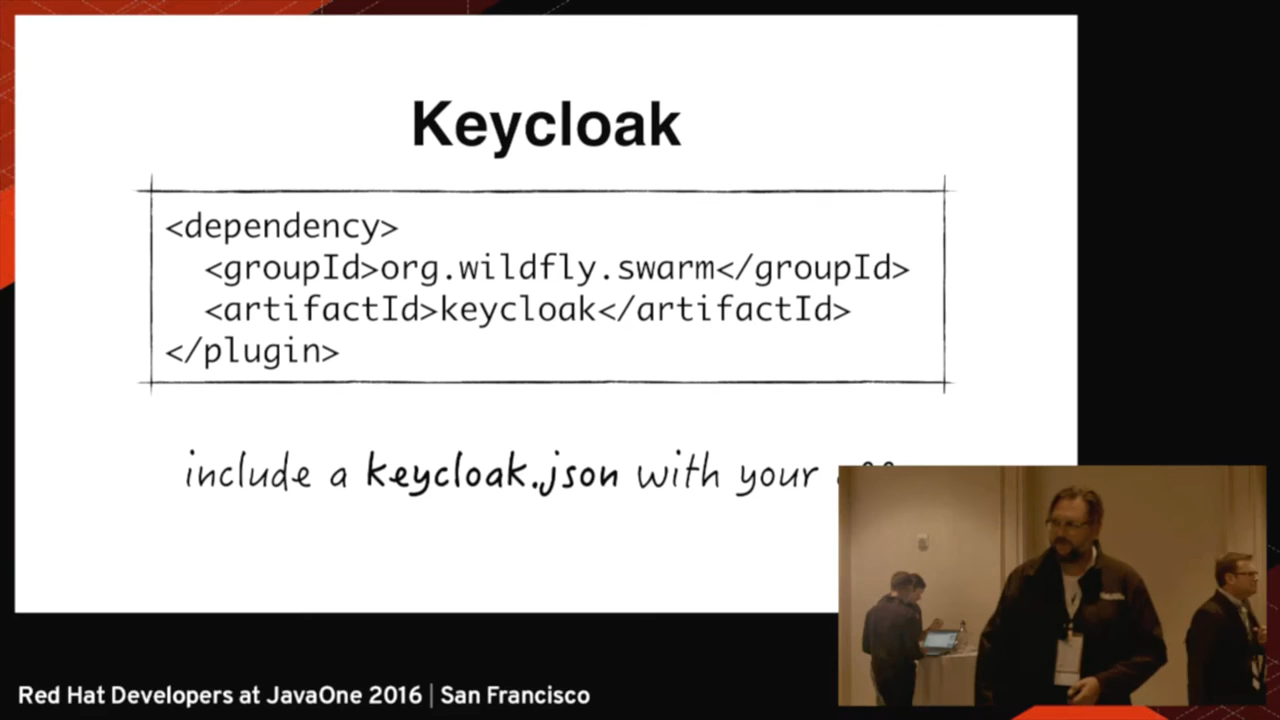 Keycloak
<dependency>
  <groupId>org.wildfly.swarm</groupId>
  <artifactId>keycloak</artifactId>
</plugin>
include a keycloak.json with your
Red Hat Developers at JavaOne 2016 | San Francisco